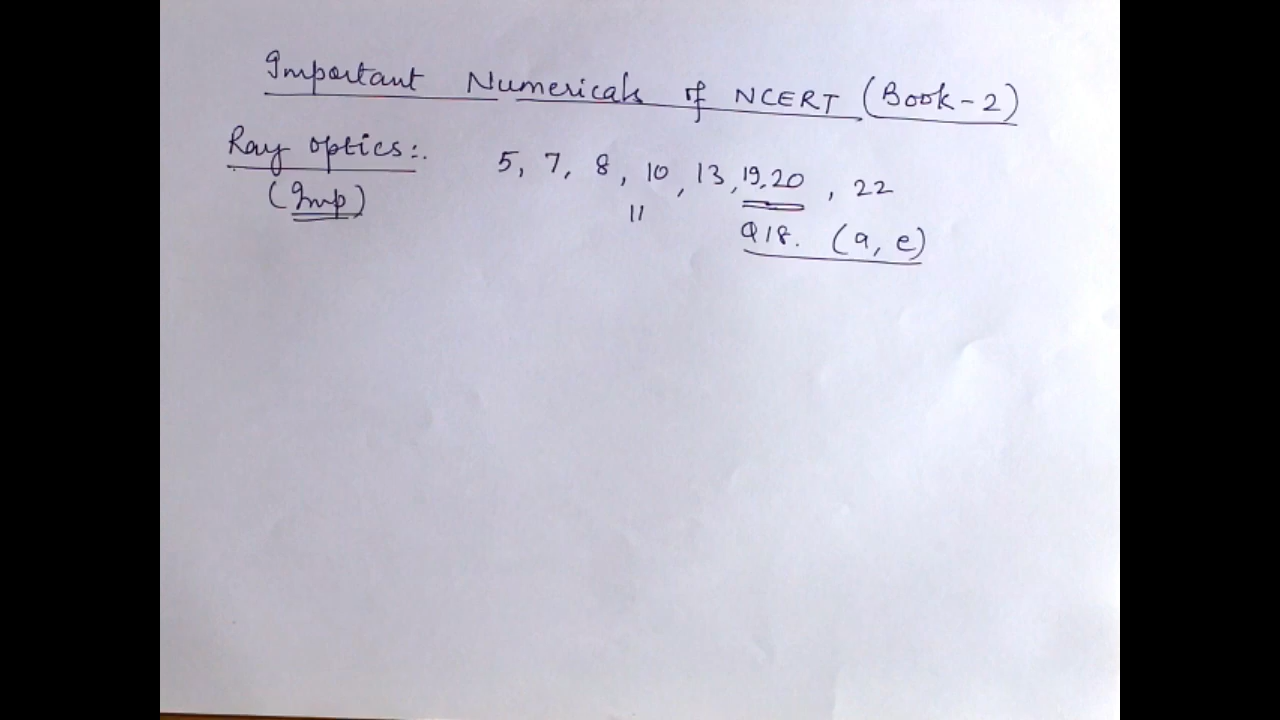 Important Numericals of NCERT (Book-2)
Ray optics:. 5, 7, 8, 10, 13, 19, 20, 22
(Imp) 11 Q18. (a, e)